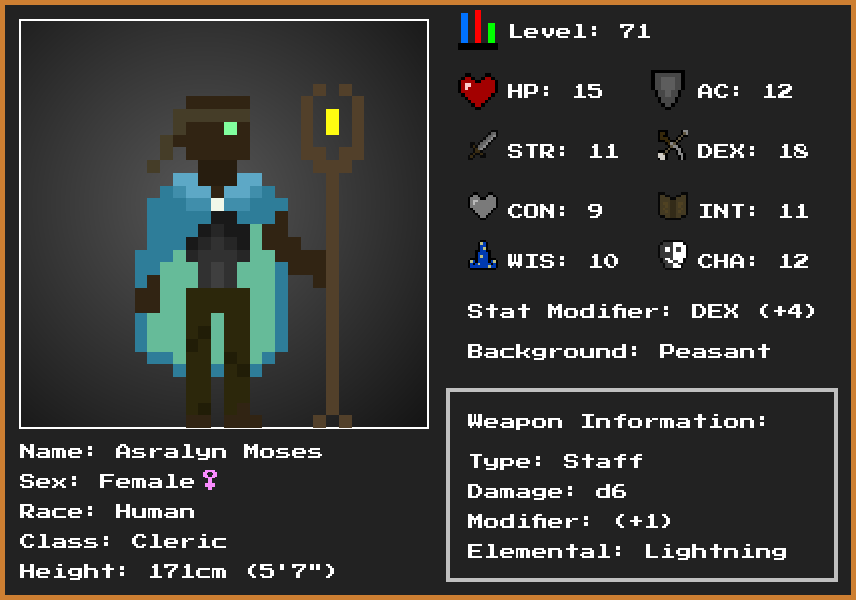 Level: 71
HP: 15 AC: 12
STR: 11 DEX: 18
CON: 9 INT: 11
WIS: 10 CHA: 12
Stat Modifier: DEX (+4)
Background: Peasant
Weapon Information:
Type: Staff
Damage: d6
Modifier: (+1)
Elemental: Lightning
Name: Asralyn Moses
Sex: Female♀
Race: Human
Class: Cleric
Height: 171cm (5'7")